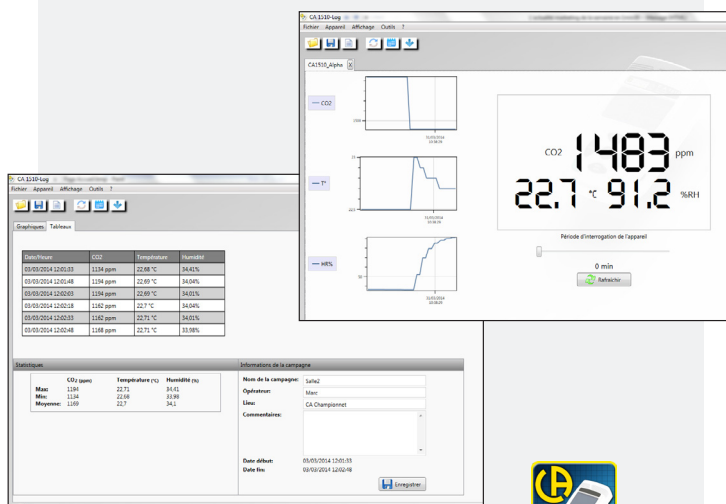 CA 1510-Log
Fichier Appareil Affichage Outils ?
CA1510_Alpha X
CO2
T°
HR%
CO2 1483 ppm
22.7 °C 91.2 %RH
Période d'interrogation de l'appareil
0 min
Rafraichir
CA 1510-Log
Fichier Appareil Affichage Outils ?
Graphiques Tableaux
Date/Heure CO2 Température Humidité
03/03/2014 12:01:33 1134 ppm 22,68 °C 34,41%
03/03/2014 12:01:48 1194 ppm 22,69 °C 34,04%
03/03/2014 12:02:03 1194 ppm 22,69 °C 34,01%
03/03/2014 12:02:18 1162 ppm 22,7 °C 34,04%
03/03/2014 12:02:33 1162 ppm 22,71 °C 34,01%
03/03/2014 12:02:48 1168 ppm 22,71 °C 33,98%
Statistiques
CO2 (ppm) Température (°C) Humidité (%)
Max: 1194 22,71 34,41
Min: 1134 22,68 33,98
Moyenne: 1169 22,7 34,1
Informations de la campagne
Nom de la campagne: Salle2
Opérateur: Marc
Lieu: CA Championnet
Commentaires:
Date début: 03/03/2014 12:01:33
Date fin: 03/03/2014 12:02:48
Enregistrer